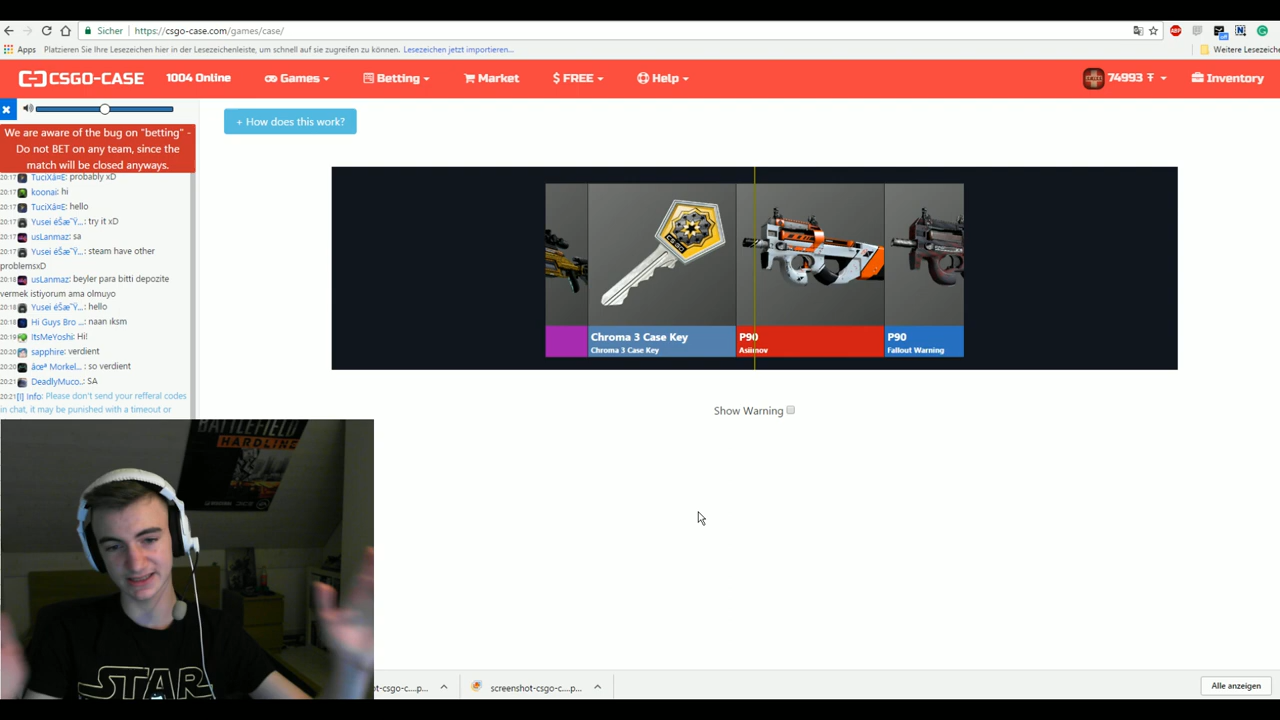 Sicher
https://csgo-case.com/games/case/
Apps
Platzieren Sie Ihre Lesezeichen hier in der Lesezeichenleiste, um schnell auf sie zugreifen zu können.
Lesezeichen jetzt importieren...
Weitere Lesezeiche
CSGO-CASE
1004 Online
Games
Betting
Market
$ FREE
Help
74993
Inventory
We are aware of the bug on "betting" -
Do not BET on any team, since the
match will be closed anyways.
+ How does this work?
20:17 probably xD
20:17 koonai: hi
20:17 hello
20:17 try it xD
20:17 usLanmaz: sa
20:17 steam have other
problemsxD
20:18 usLanmaz: beyler para bitti depozite
vermek istiyorum ama olmuyo
20:18 hello
20:18 Hi Guys Bro ...: naan ıksm
20:19 ItsMeYoshi: Hi!
20:20 sapphire: verdient
20:20 so verdient
20:21 DeadlyMuco..: SA
20:21 [!] Info: Please don't send your refferal codes
in chat, it may be punished with a timeout or
Chroma 3 Case Key
Chroma 3 Case Key
P90
Asiimov
P90
Fallout Warning
Show Warning
BATTLEFIELD
HARDLINE
STAR
ot-csgo-c....p...
screenshot-csgo-c....p...
Alle anzeigen